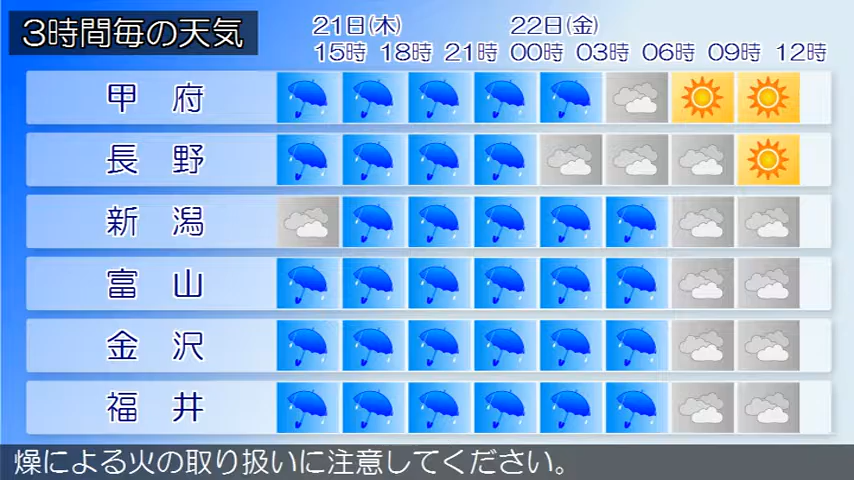 3時間毎の天気
21日(木) 22日(金)
15時 18時 21時 00時 03時 06時 09時 12時
甲府
長野
新潟
富山
金沢
福井
燥による火の取り扱いに注意してください。